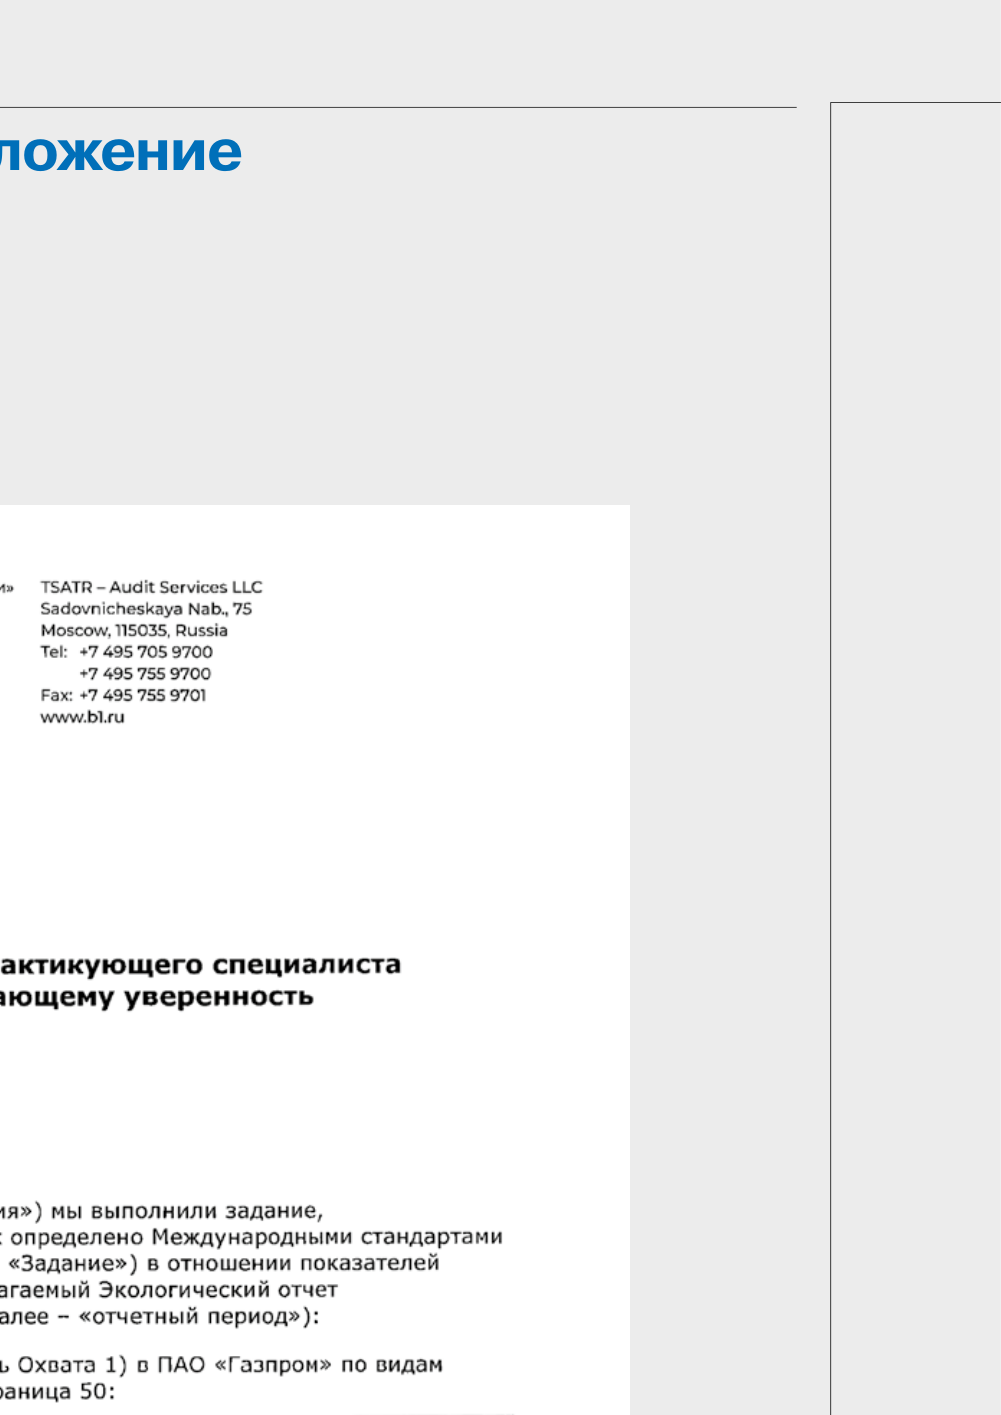 ложение
и»
TSATR – Audit Services LLC
Sadovnicheskaya Nab., 75
Moscow, 115035, Russia
Tel: +7 495 705 9700
+7 495 755 9700
Fax: +7 495 755 9701
www.b1.ru
актикующего специалиста
ающему уверенность
ия») мы выполнили задание,
определено Международными стандартами
«Задание») в отношении показателей
агаемый Экологический отчет
алее – «отчетный период»):
ь Охвата 1) в ПАО «Газпром» по видам
раница 50: